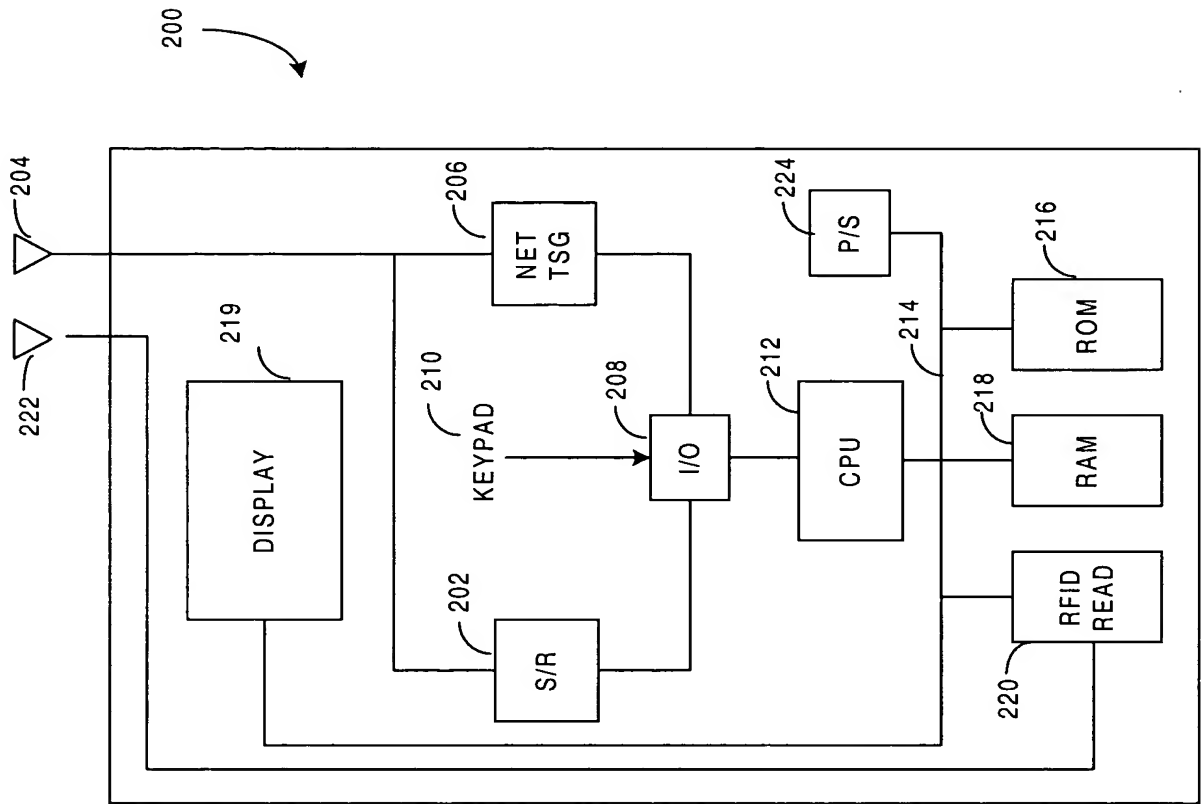 200
204
222
219
DISPLAY
206
NET
TSG
210
KEYPAD
202
S/R
208
I/O
212
CPU
224
P/S
214
216
ROM
218
RAM
220
RFID
READ